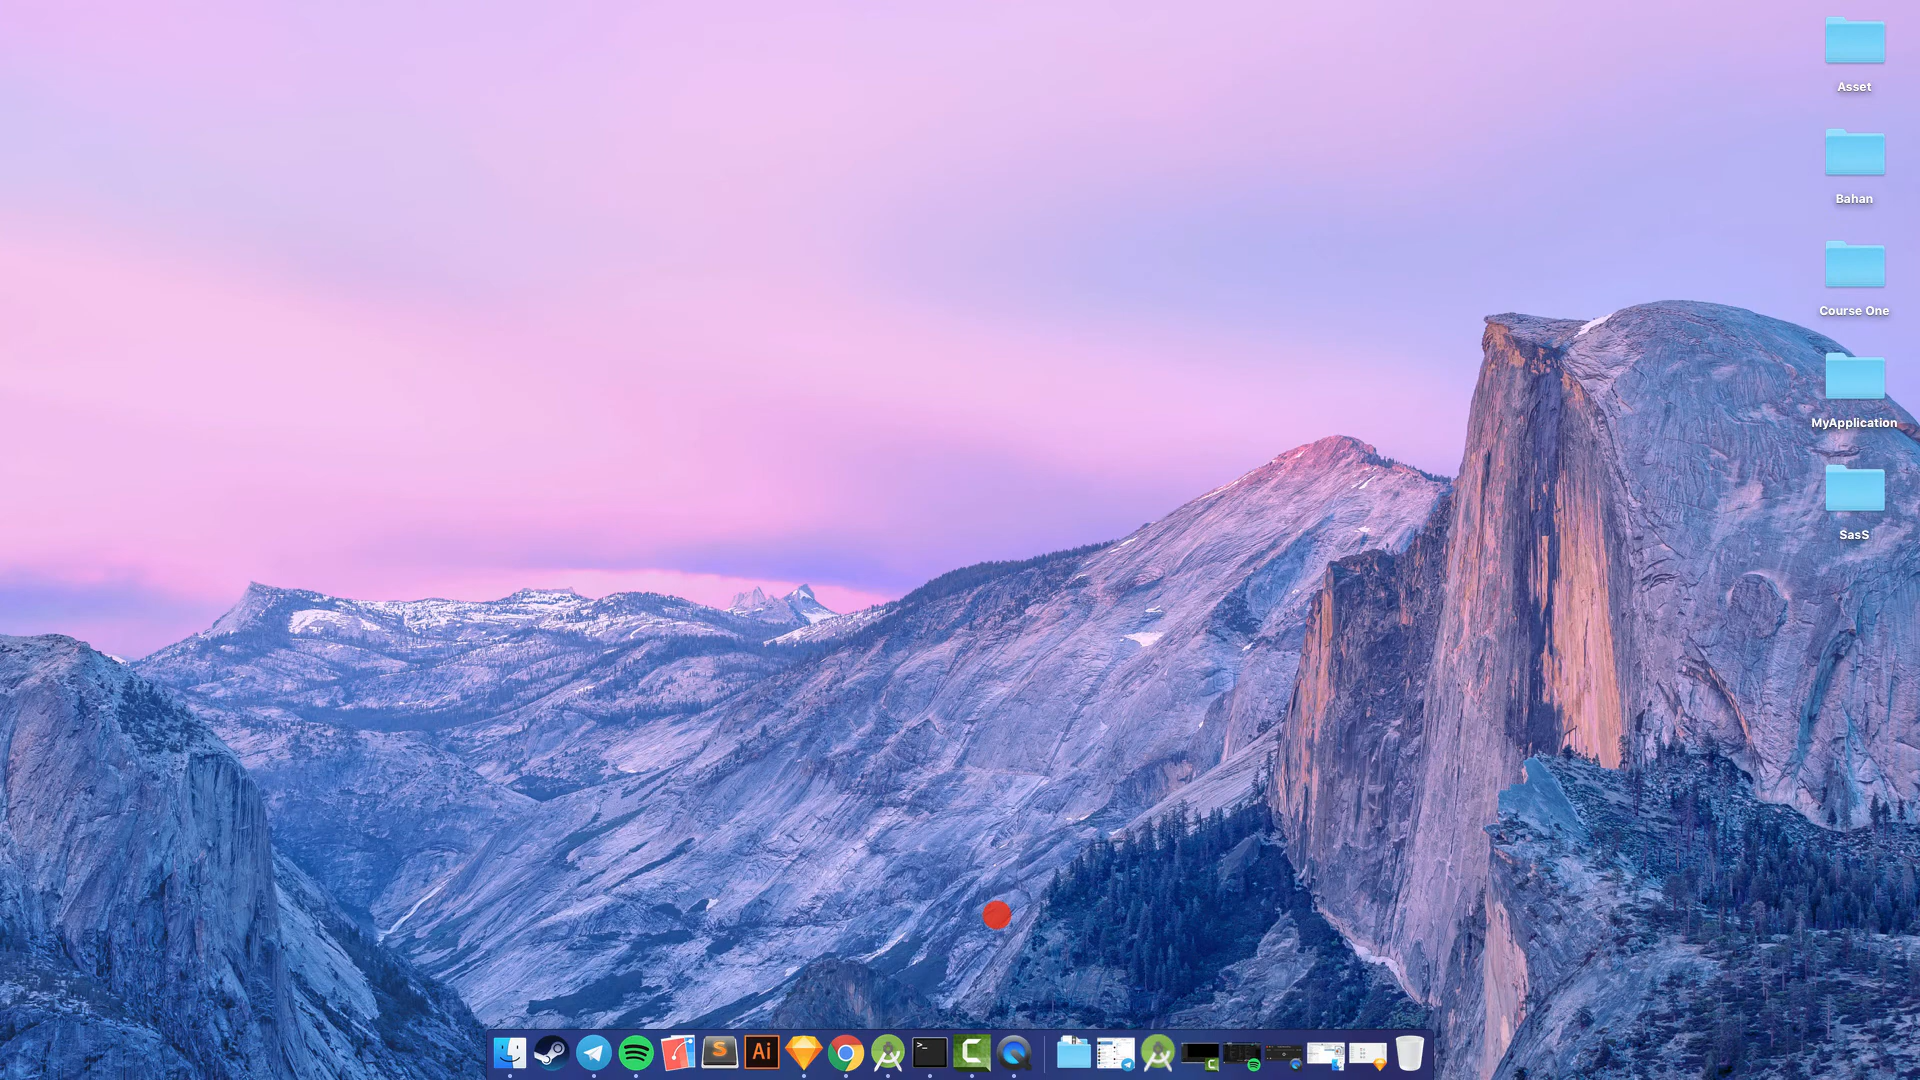 Asset
Bahan
Course One
MyApplication
SasS
S
Ai
>_
C